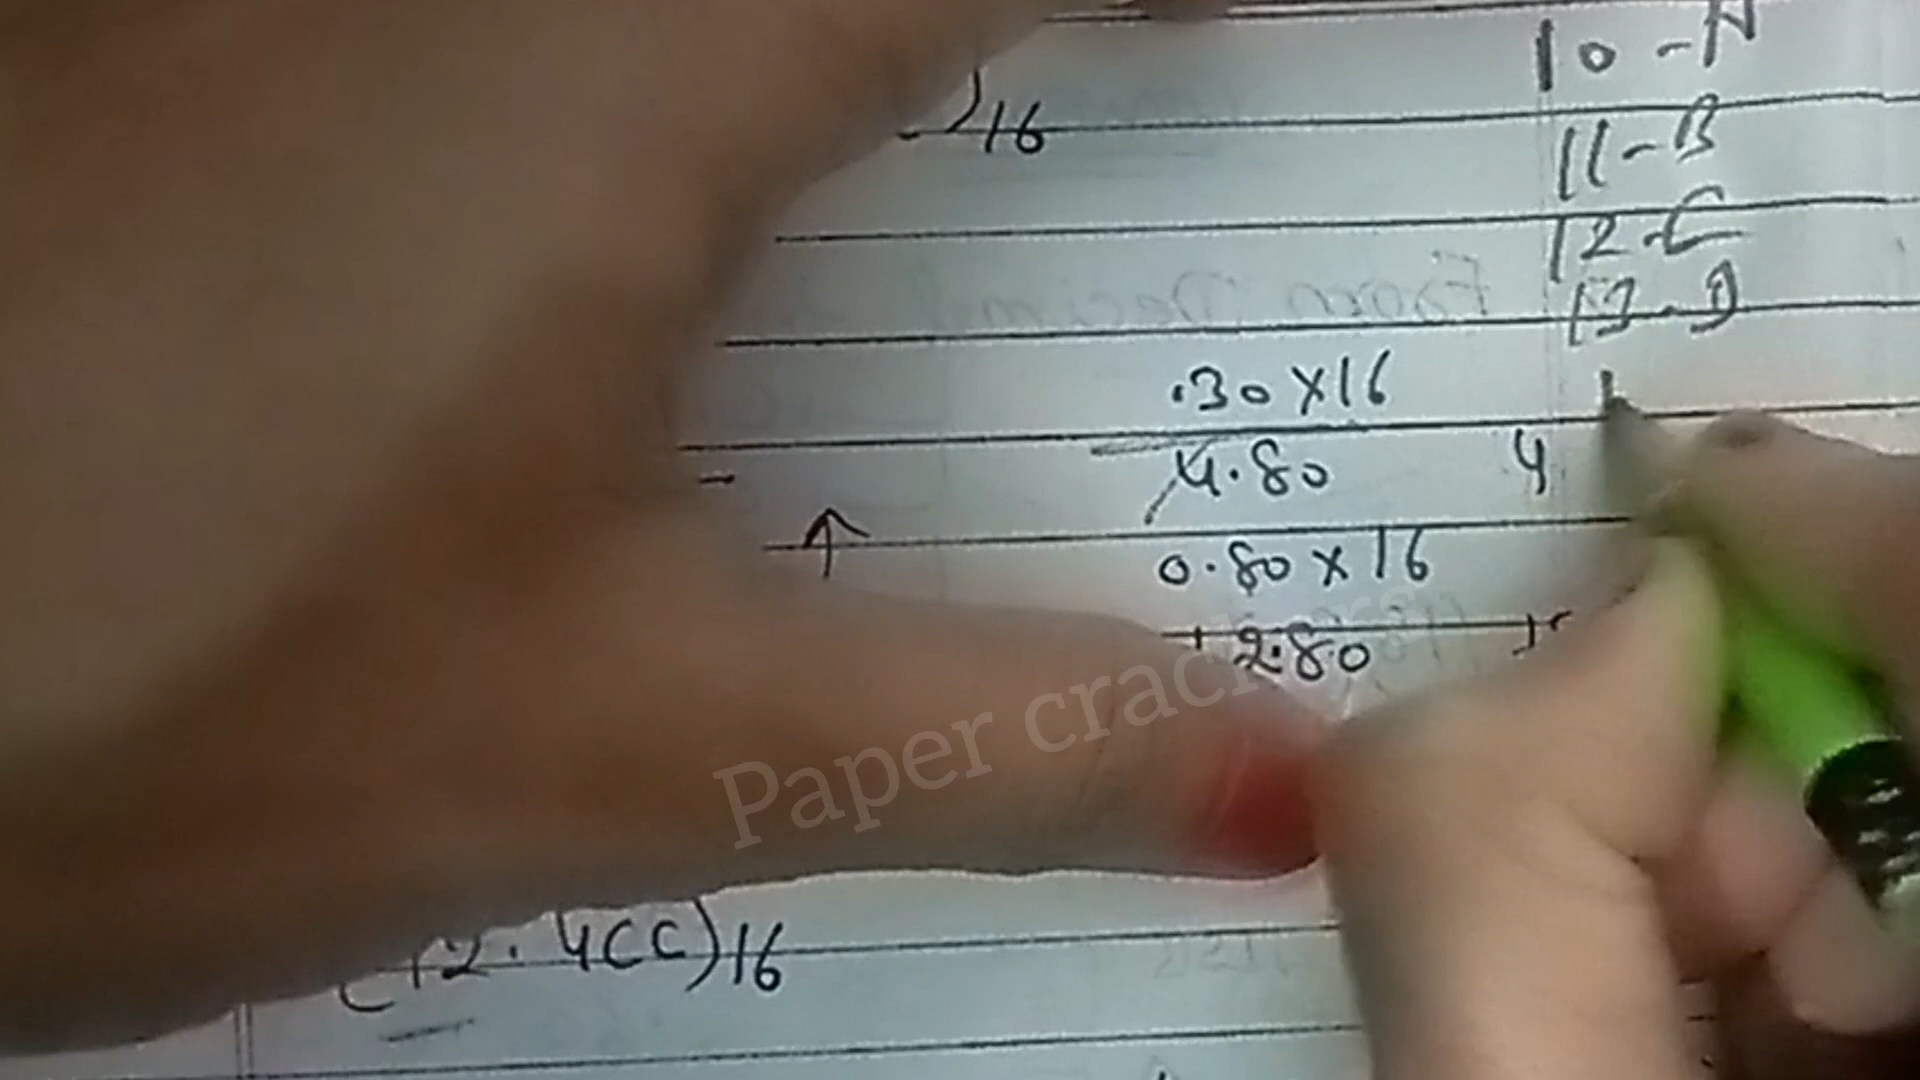 )16
10 - A
11 - B
12 - C
13 - D
.30 x 16
4.80 4
0.80 x 16
12.80
Paper crackers
(12.4CC)16